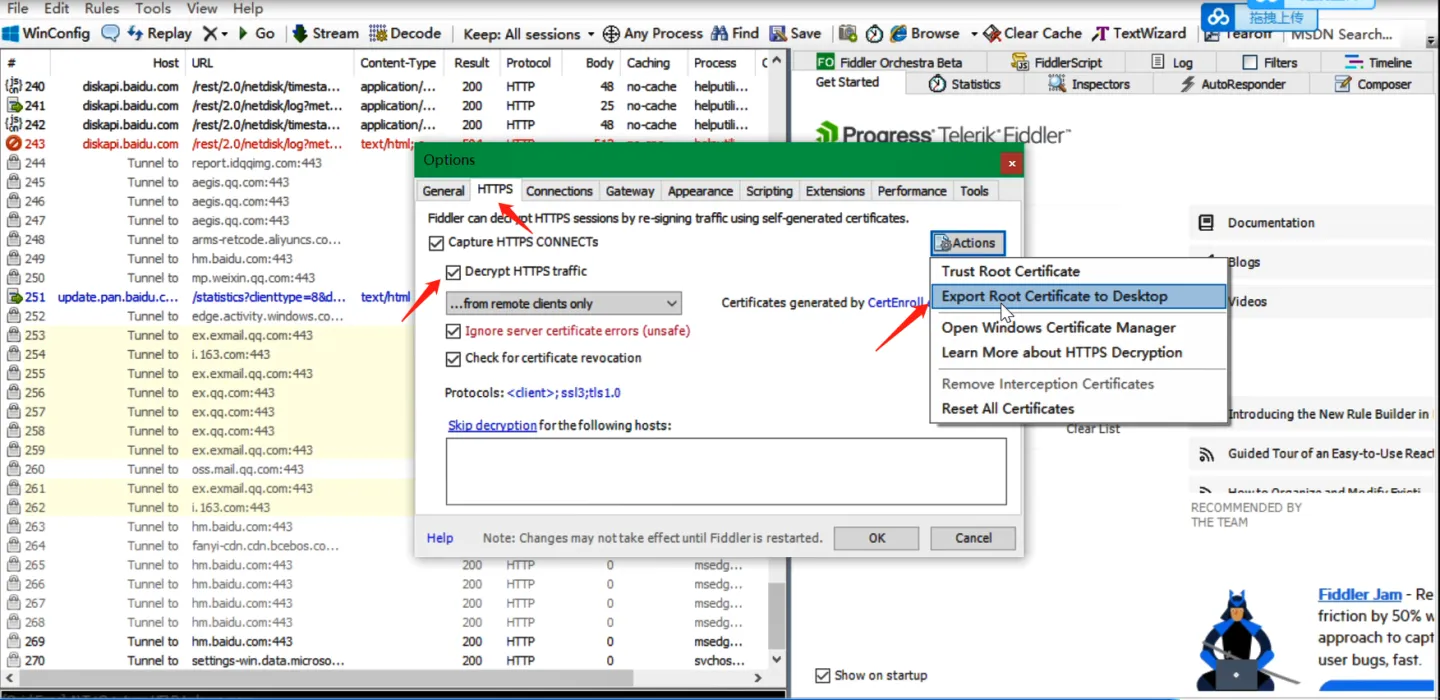 File Edit Rules Tools View Help
WinConfig Replay Go Stream Decode Keep: All sessions Any Process Find Save Browse Clear Cache TextWizard Tearoff MSDN Search...
拖拽上传
# Host URL Content-Type Result Protocol Body Caching Process
240 diskapi.baidu.com /rest/2.0/netdisk/timesta... application/... 200 HTTP 48 no-cache helputili...
241 diskapi.baidu.com /rest/2.0/netdisk/log?met... application/... 200 HTTP 25 no-cache helputili...
242 diskapi.baidu.com /rest/2.0/netdisk/timesta... application/... 200 HTTP 48 no-cache helputili...
243 diskapi.baidu.com /rest/2.0/netdisk/log?met... text/html;
244 Tunnel to report.idqqimg.com:443
245 Tunnel to aegis.qq.com:443
246 Tunnel to aegis.qq.com:443
247 Tunnel to aegis.qq.com:443
248 Tunnel to arms-retcode.aliyuncs.co...
249 Tunnel to hm.baidu.com:443
250 Tunnel to mp.weixin.qq.com:443
251 update.pan.baidu.c... /statistics?clienttype=8&d... text/html
252 Tunnel to edge.activity.windows.co...
253 Tunnel to ex.exmail.qq.com:443
254 Tunnel to i.163.com:443
255 Tunnel to ex.exmail.qq.com:443
256 Tunnel to ex.qq.com:443
257 Tunnel to ex.qq.com:443
258 Tunnel to ex.qq.com:443
259 Tunnel to ex.exmail.qq.com:443
260 Tunnel to oss.mail.qq.com:443
261 Tunnel to ex.exmail.qq.com:443
262 Tunnel to i.163.com:443
263 Tunnel to hm.baidu.com:443
264 Tunnel to fanyi-cdn.cdn.bcebos.co...
265 Tunnel to hm.baidu.com:443 200 HTTP 0 msedg...
266 Tunnel to hm.baidu.com:443 200 HTTP 0 msedg...
267 Tunnel to hm.baidu.com:443 200 HTTP 0 msedg...
268 Tunnel to hm.baidu.com:443 200 HTTP 0 msedg...
269 Tunnel to hm.baidu.com:443 200 HTTP 0 msedg...
270 Tunnel to settings-win.data.microso... 200 HTTP 0 svchos...
Options
General HTTPS Connections Gateway Appearance Scripting Extensions Performance Tools
Fiddler can decrypt HTTPS sessions by re-signing traffic using self-generated certificates.
Capture HTTPS CONNECTs
Decrypt HTTPS traffic
...from remote clients only
Certificates generated by CertEnroll
Ignore server certificate errors (unsafe)
Check for certificate revocation
Protocols: <client>;ssl3;tls1.0
Skip decryption for the following hosts:
Help Note: Changes may not take effect until Fiddler is restarted. OK Cancel
Actions
Trust Root Certificate
Export Root Certificate to Desktop
Open Windows Certificate Manager
Learn More about HTTPS Decryption
Remove Interception Certificates
Reset All Certificates
FO Fiddler Orchestra Beta FiddlerScript Log Filters Timeline
Get Started Statistics Inspectors AutoResponder Composer
Progress Telerik Fiddler
Documentation
Blogs
Videos
Clear List
Introducing the New Rule Builder in
Guided Tour of an Easy-to-Use React
How to Organize and Modify Existi
RECOMMENDED BY
THE TEAM
Fiddler Jam - Re
friction by 50% w
approach to capt
user bugs, fast.
Show on startup